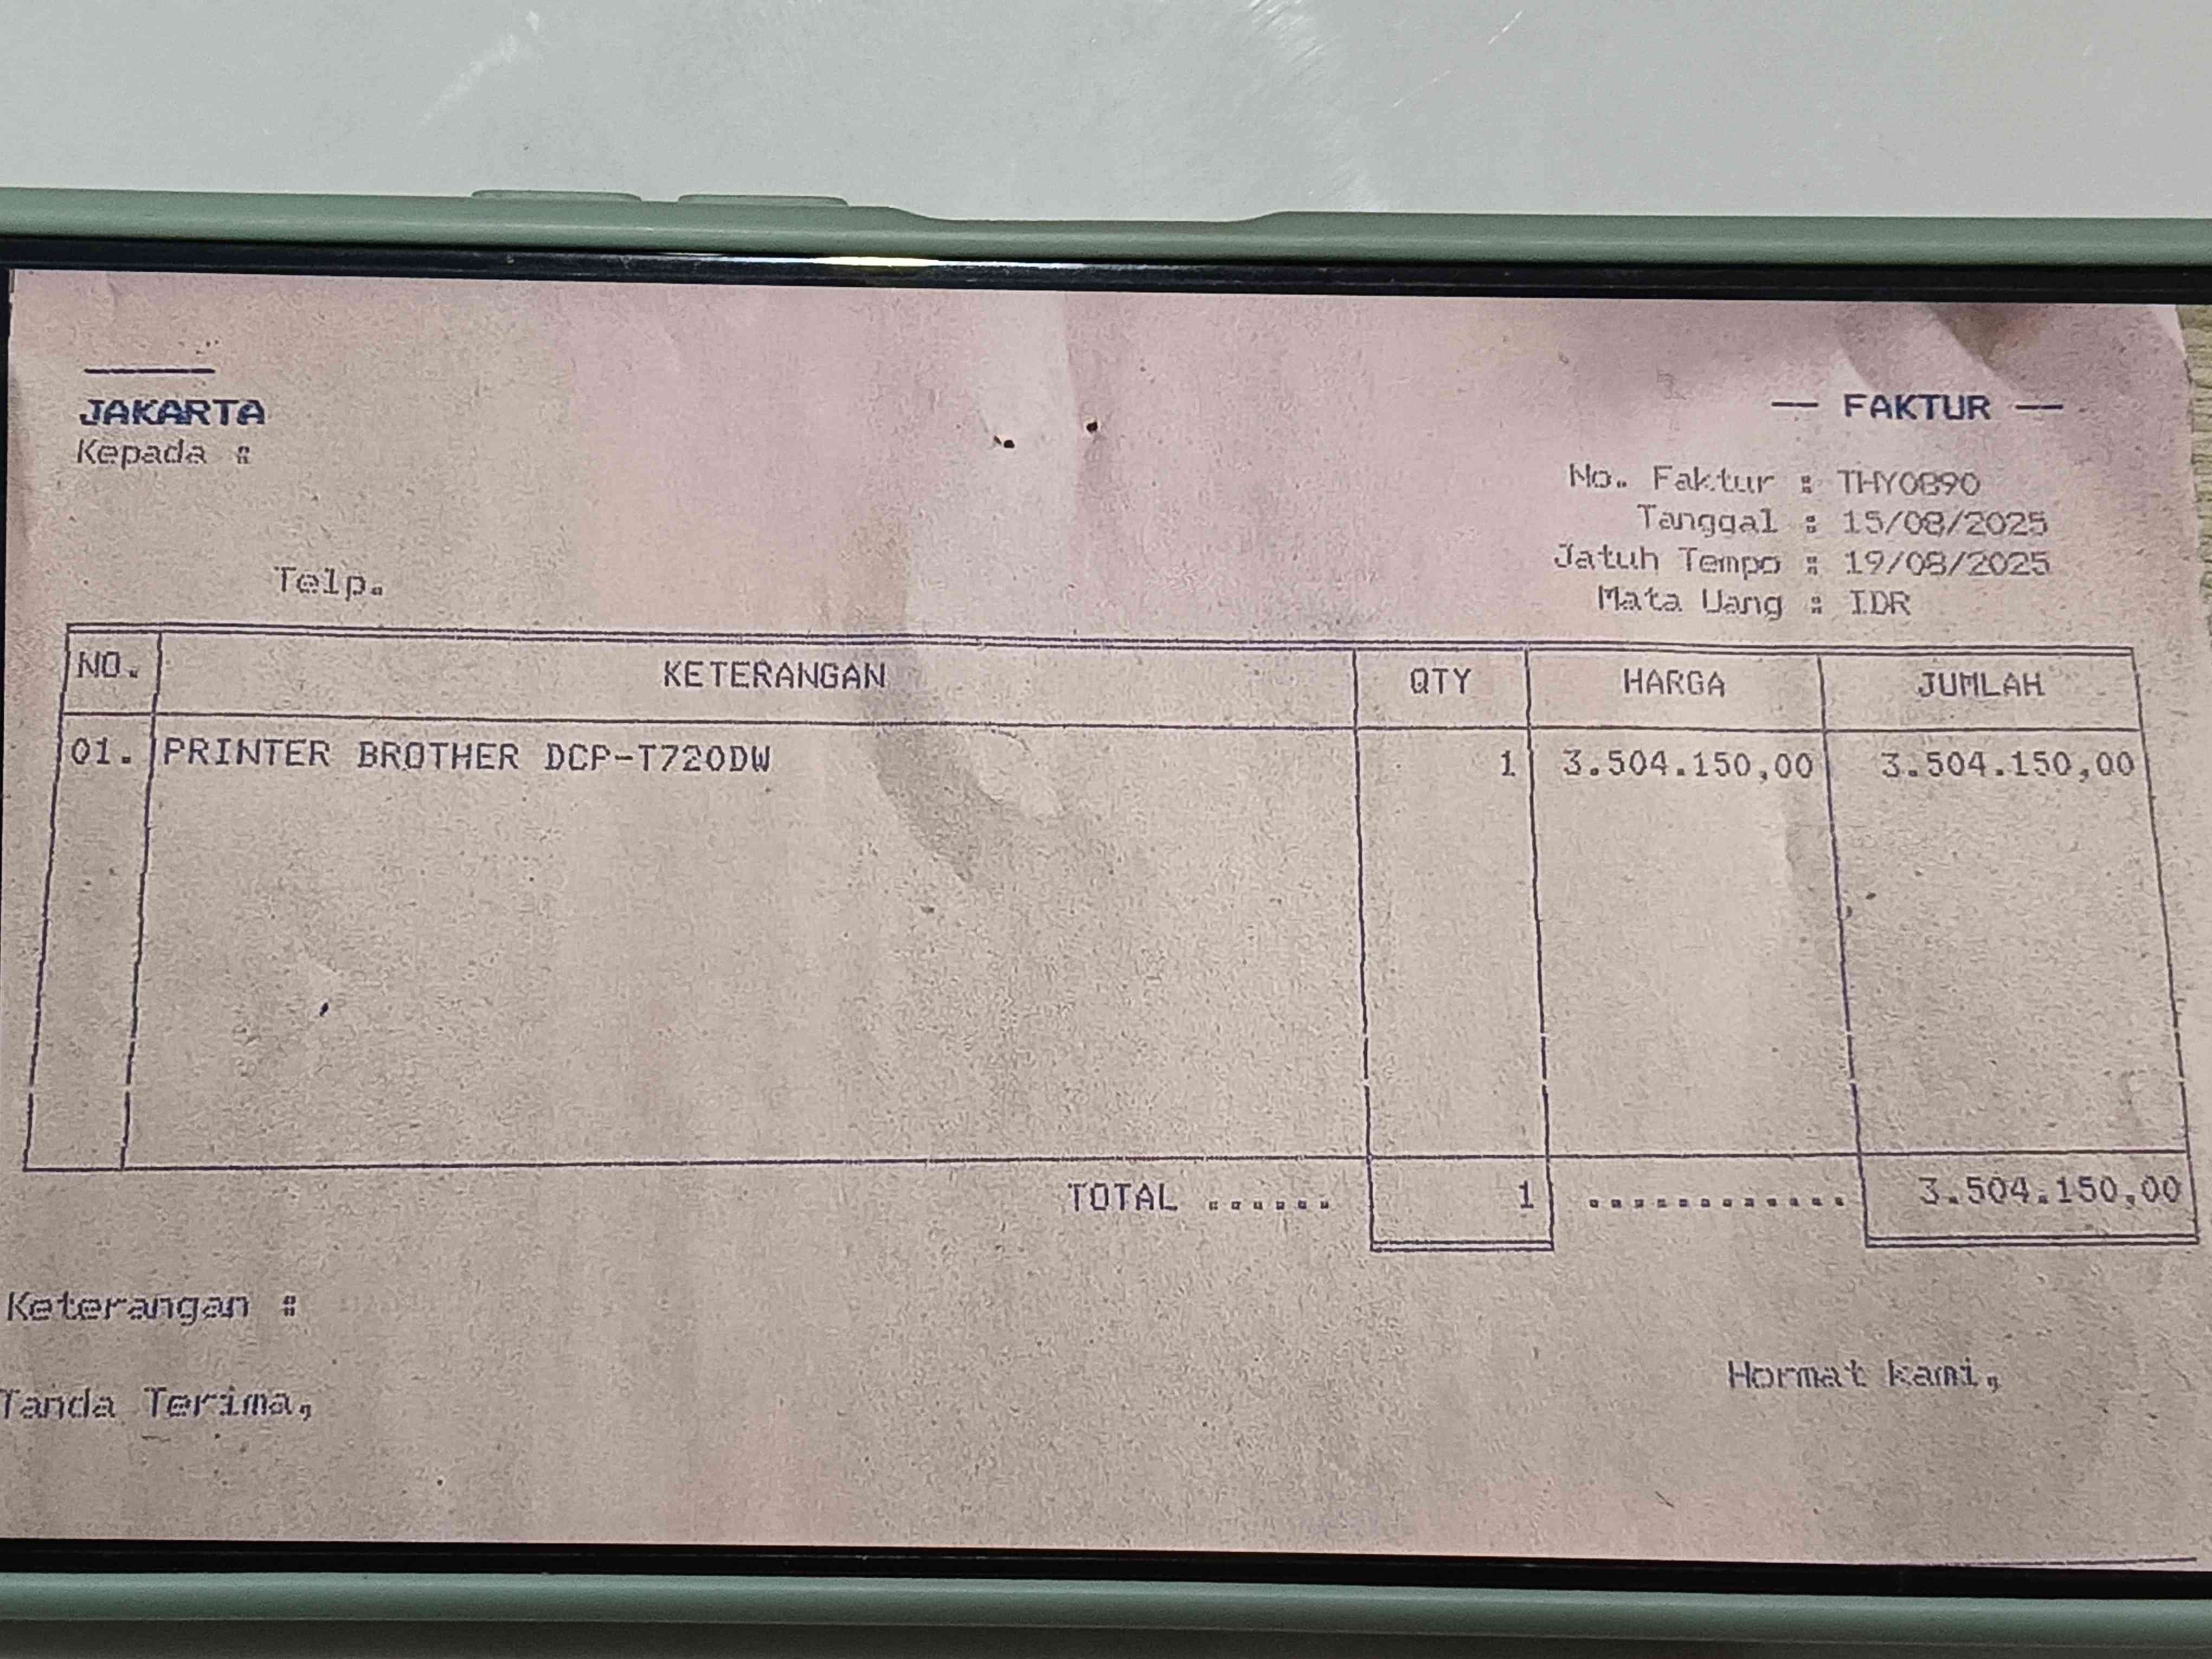 JAKARTA
Kepada :
Telp.
— FAKTUR —
No. Faktur : THY0890
Tanggal : 15/08/2025
Jatuh Tempo : 19/08/2025
Mata Uang : IDR
NO. KETERANGAN QTY HARGA JUMLAH
01. PRINTER BROTHER DCP-T720DW 1 3.504.150,00 3.504.150,00
TOTAL ...... 1 ............ 3.504.150,00
Keterangan :
Tanda Terima,
Hormat kami,